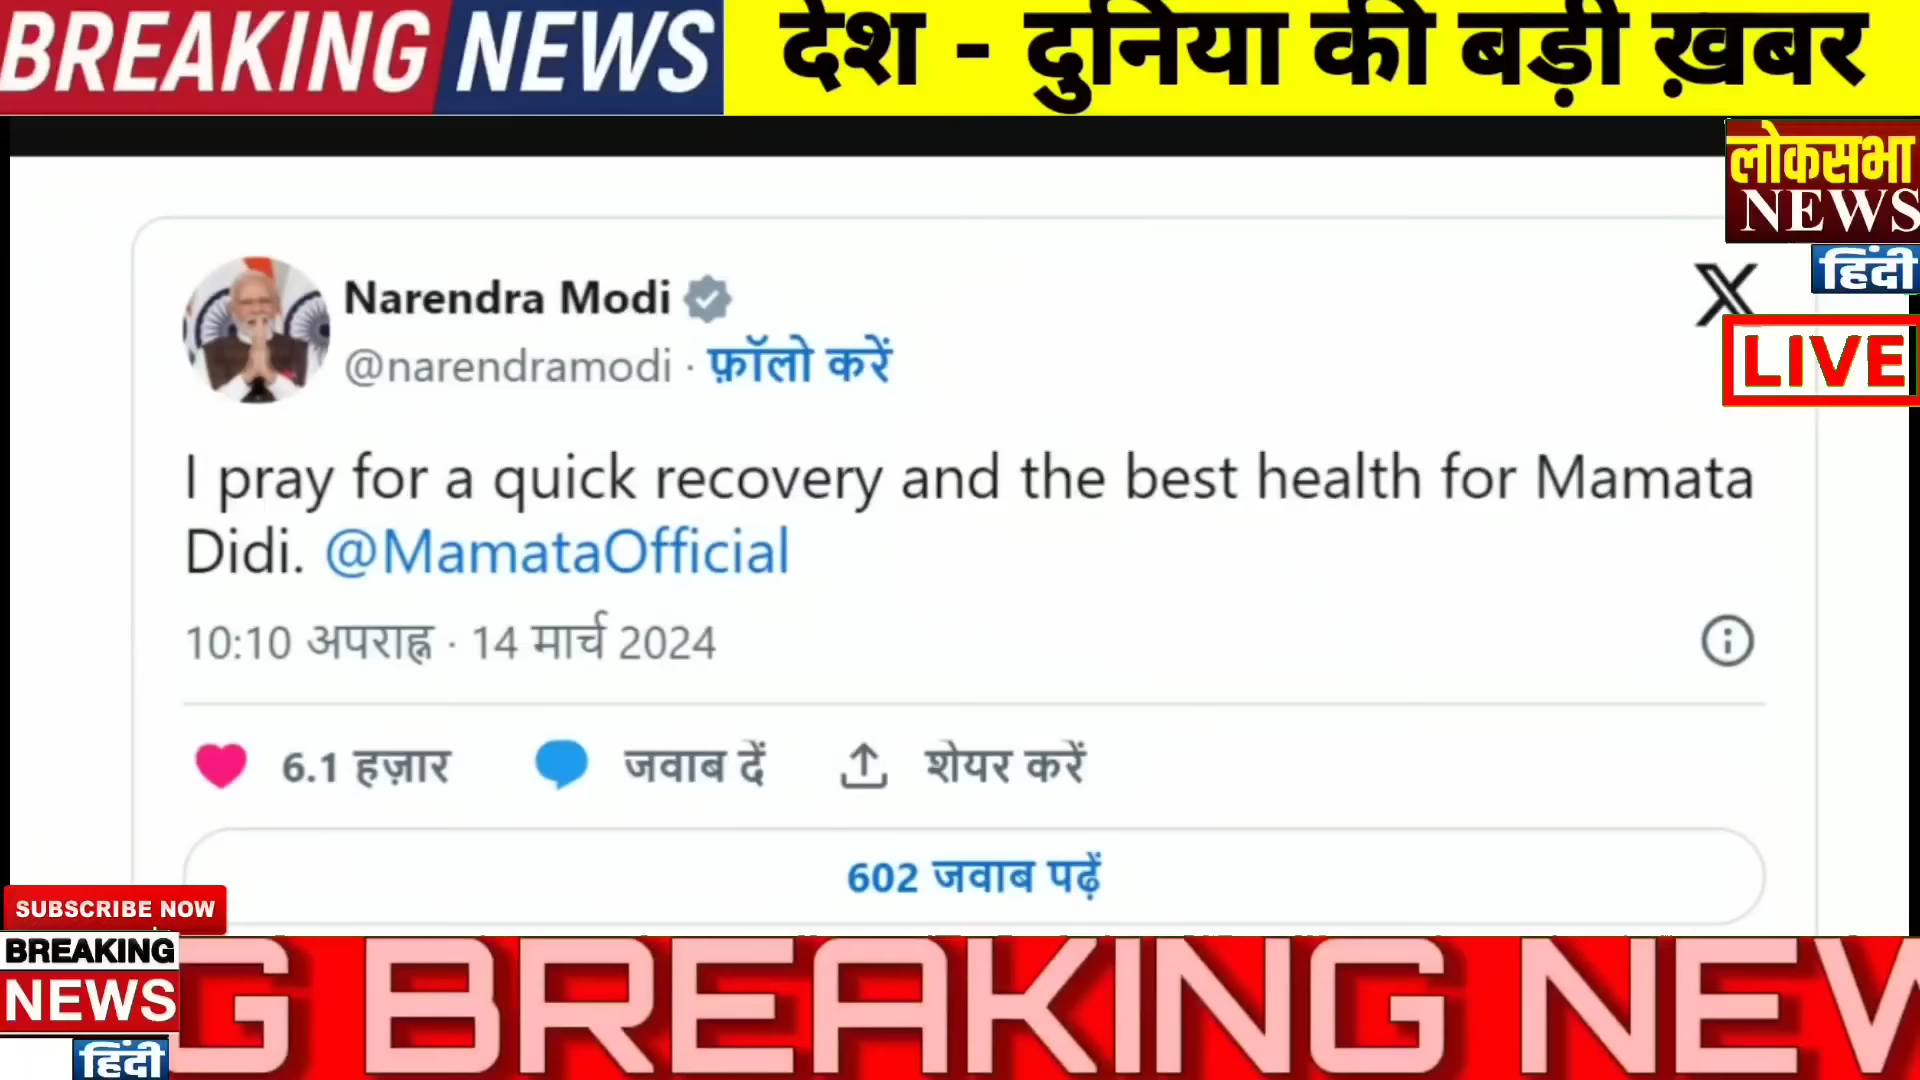 BREAKING NEWS
देश - दुनिया की बड़ी ख़बर
लोकसभा
NEWS
हिंदी
LIVE
Narendra Modi
@narendramodi · फ़ॉलो करें
X
I pray for a quick recovery and the best health for Mamata
Didi. @MamataOfficial
10:10 अपराह्न · 14 मार्च 2024
6.1 हज़ार जवाब दें शेयर करें
602 जवाब पढ़ें
SUBSCRIBE NOW
BREAKING
NEWS
हिंदी
G BREAKING NEW